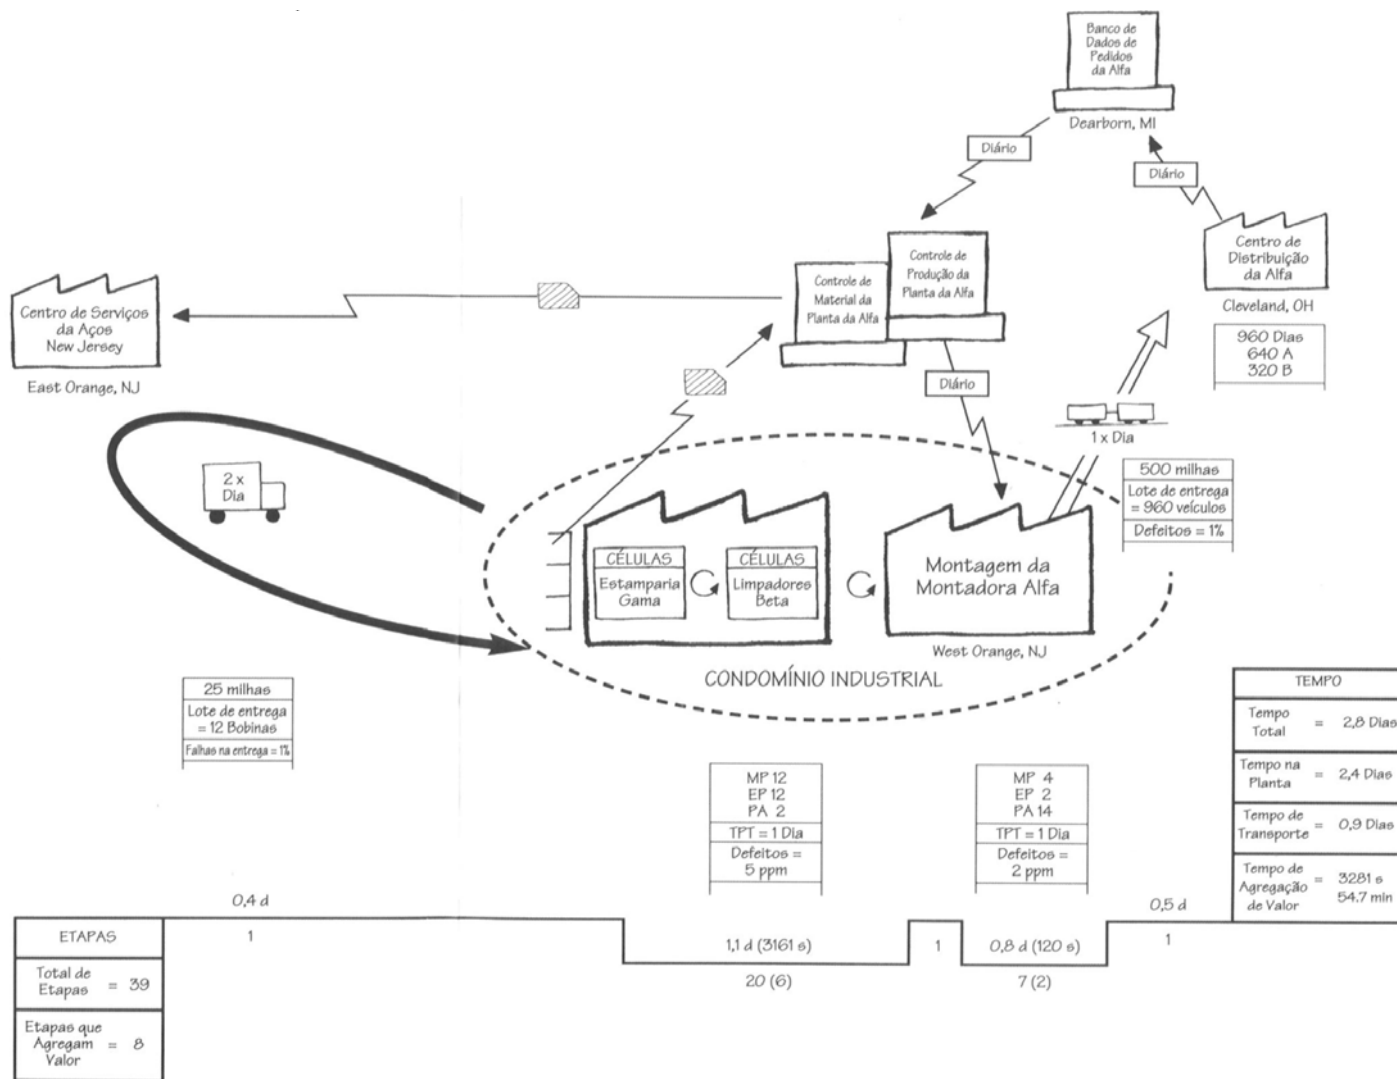 Banco de
Dados de
Pedidos
da Alfa
Dearborn, MI
Diário
Diário
Centro de
Distribuição
da Alfa
Cleveland, OH
960 Dias
640 A
320 B
Controle de
Produção da
Planta da Alfa
Controle de
Material da
Planta da Alfa
Centro de Serviços
da Aços
New Jersey
East Orange, NJ
Diário
1 x Dia
500 milhas
Lote de entrega
= 960 veículos
Defeitos = 1%
2 x
Dia
CÉLULAS
Estamparia
Gama
CÉLULAS
Limpadores
Beta
Montagem da
Montadora Alfa
West Orange, NJ
CONDOMÍNIO INDUSTRIAL
25 milhas
Lote de entrega
= 12 Bobinas
Falhas na entrega = 1%
MP 12
EP 12
PA 2
TPT = 1 Dia
Defeitos =
5 ppm
MP 4
EP 2
PA 14
TPT = 1 Dia
Defeitos =
2 ppm
TEMPO
Tempo
Total = 2,8 Dias
Tempo na
Planta = 2,4 Dias
Tempo de
Transporte = 0,9 Dias
Tempo de
Agregação
de Valor = 3281 s
54.7 min
0,4 d
1
1,1 d (3161 s)
20 (6)
1
0,8 d (120 s)
7 (2)
0,5 d
1
ETAPAS
Total de
Etapas = 39
Etapas que
Agregam
Valor = 8